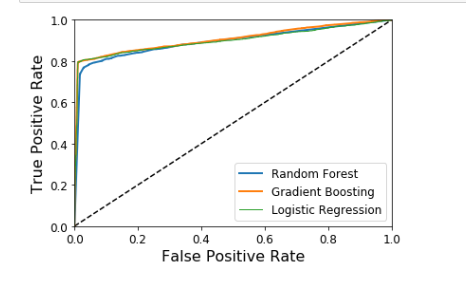 1.0
0.8
0.6
0.4
0.2
0.0
True Positive Rate
Random Forest
Gradient Boosting
Logistic Regression
0.0 0.2 0.4 0.6 0.8 1.0
False Positive Rate